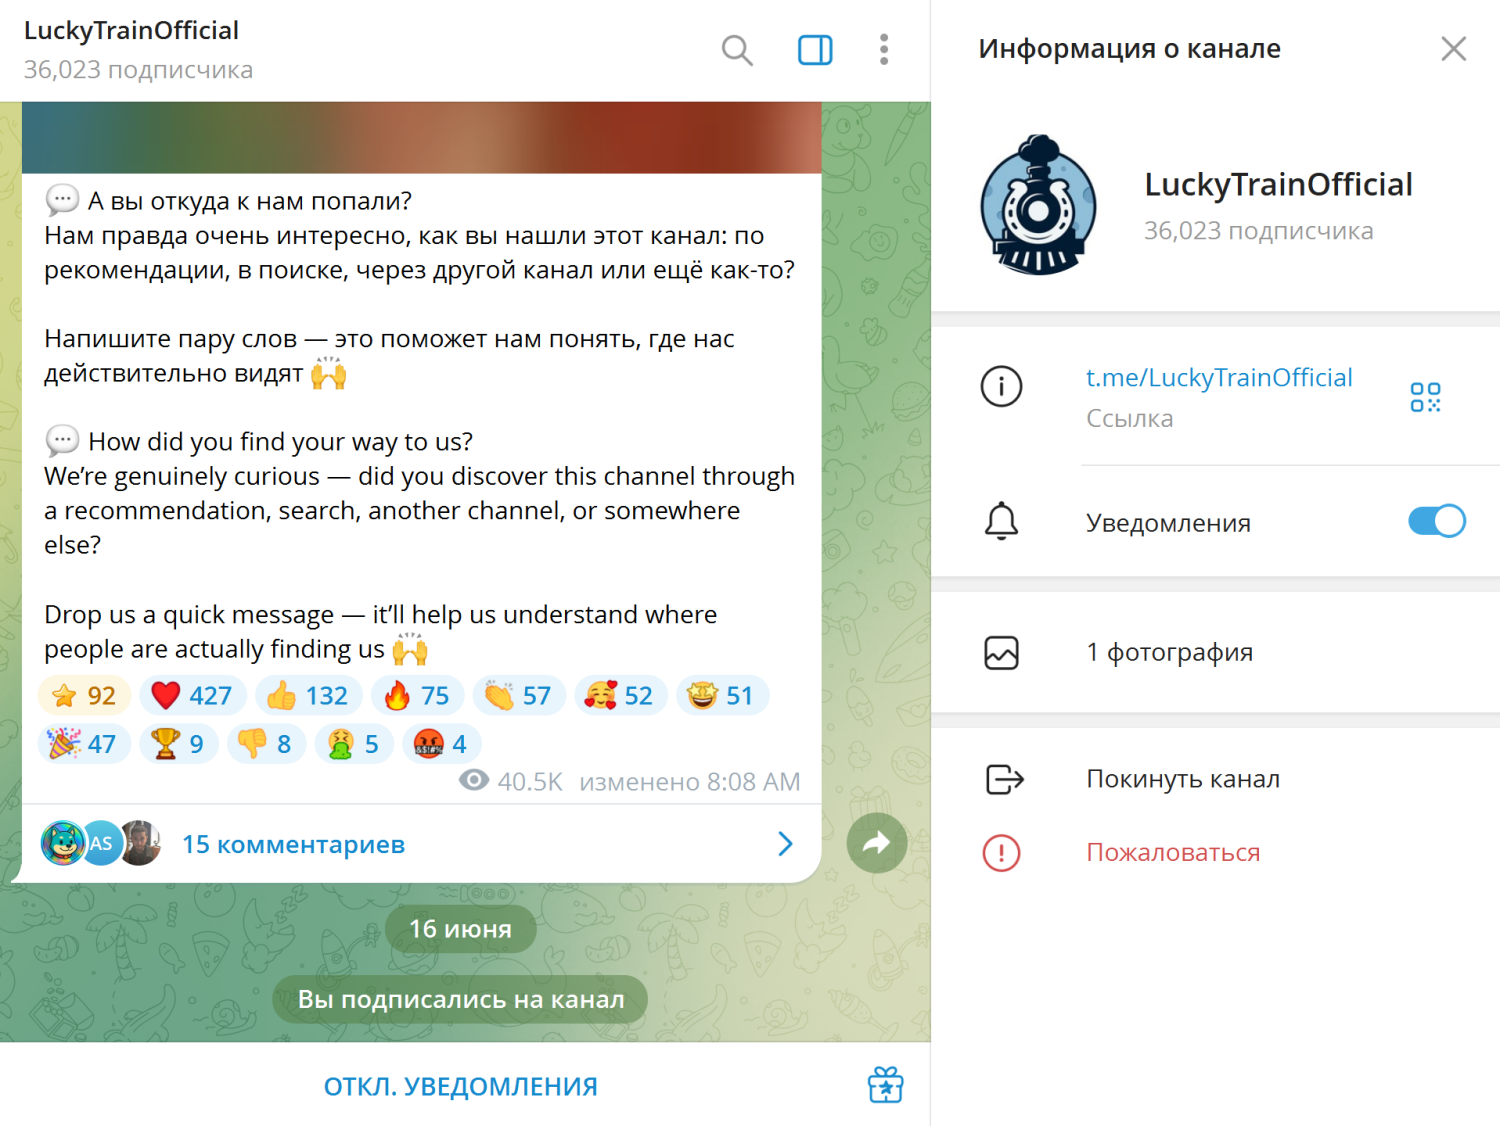 LuckyTrainOfficial
36,023 подписчика
💬 А вы откуда к нам попали?
Нам правда очень интересно, как вы нашли этот канал: по
рекомендации, в поиске, через другой канал или ещё как-то?
Напишите пару слов — это поможет нам понять, где нас
действительно видят 🙌
💬 How did you find your way to us?
We’re genuinely curious — did you discover this channel through
a recommendation, search, another channel, or somewhere
else?
Drop us a quick message — it’ll help us understand where
people are actually finding us 🙌
92 427 132 75 57 52 51
47 9 8 5 4
40.5K изменено 8:08 AM
AS 15 комментариев
16 июня
Вы подписались на канал
ОТКЛ. УВЕДОМЛЕНИЯ
Информация о канале
LuckyTrainOfficial
36,023 подписчика
t.me/LuckyTrainOfficial
Ссылка
Уведомления
1 фотография
Покинуть канал
Пожаловаться